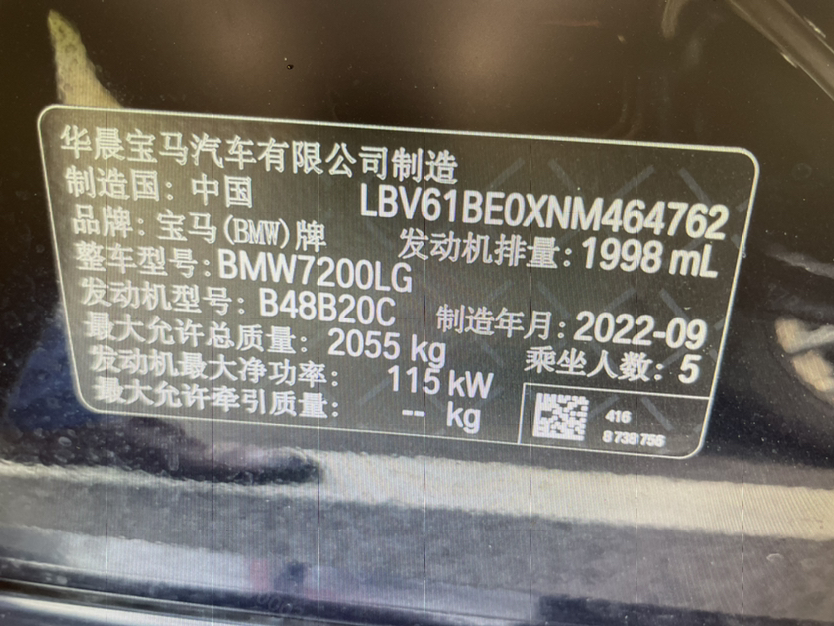 华晨宝马汽车有限公司制造
制造国：中国 LBV61BE0XNM464762
品牌：宝马(BMW)牌 发动机排量：1998 mL
整车型号：BMW7200LG
发动机型号：B48B20C 制造年月：2022-09
最大允许总质量：2055 kg 乘坐人数：5
发动机最大净功率：115 kW
最大允许牵引质量：-- kg
416
8 738 756